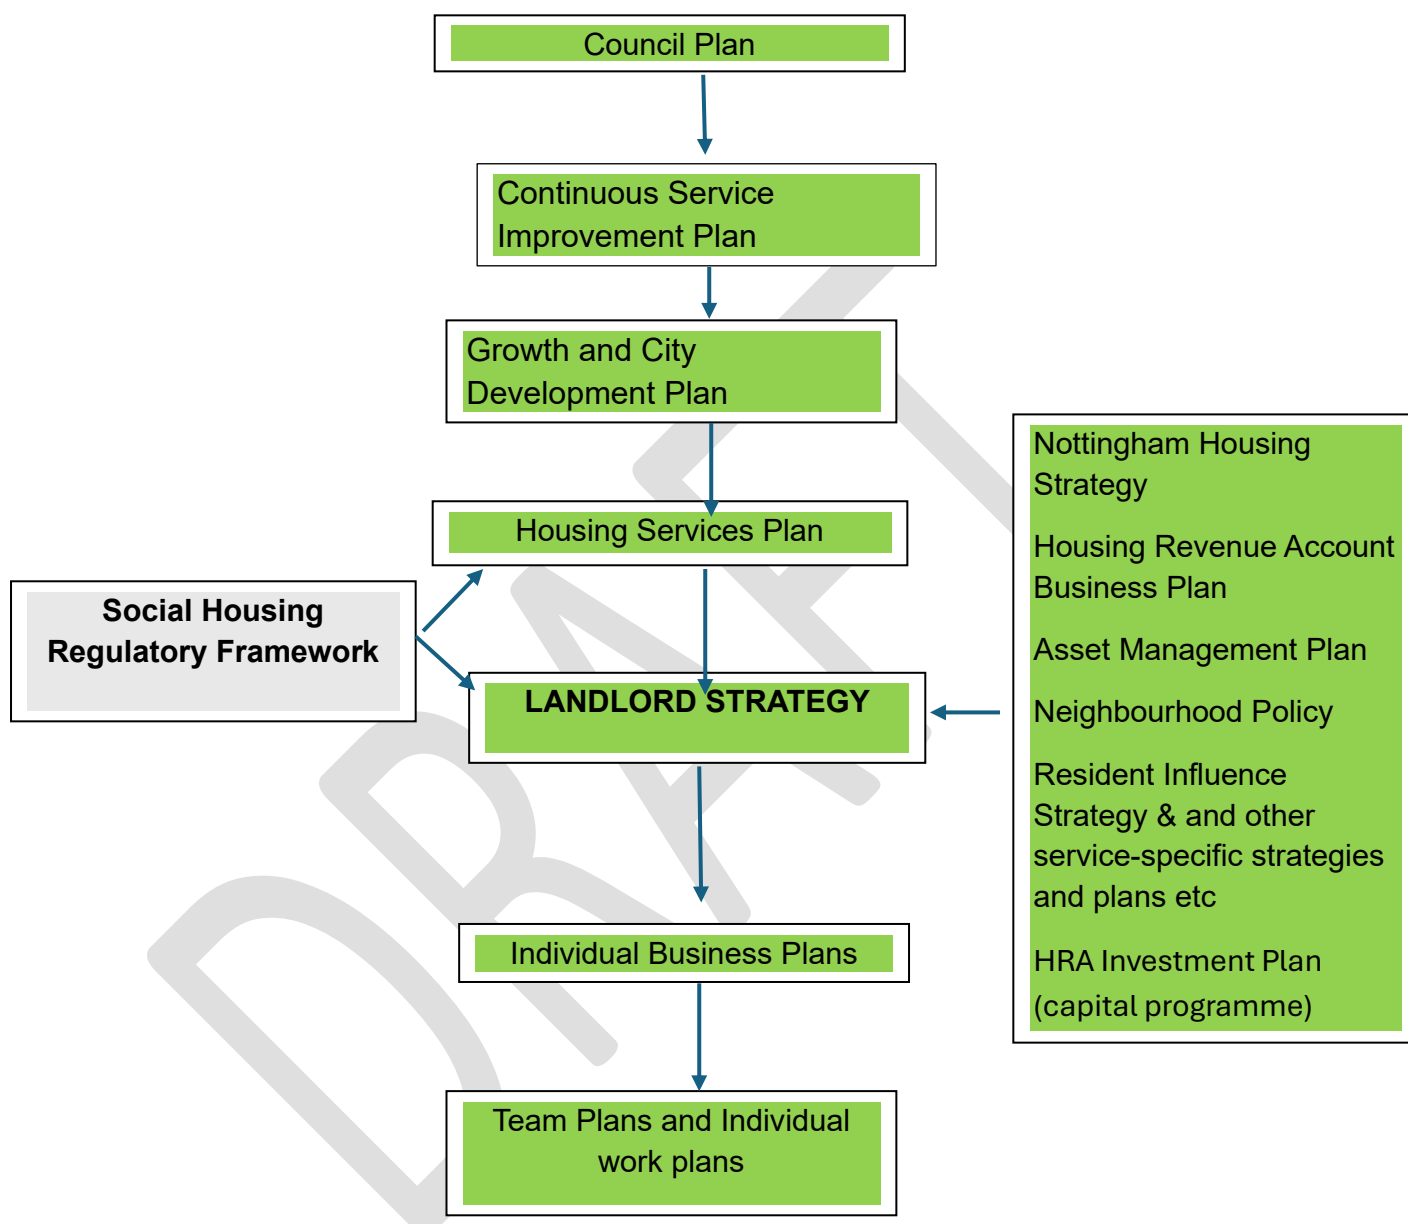 Council Plan
Continuous Service
Improvement Plan
Growth and City
Development Plan
Housing Services Plan
Social Housing
Regulatory Framework
LANDLORD STRATEGY
Individual Business Plans
Team Plans and Individual
work plans
Nottingham Housing
Strategy
Housing Revenue Account
Business Plan
Asset Management Plan
Neighbourhood Policy
Resident Influence
Strategy & and other
service-specific strategies
and plans etc
HRA Investment Plan
(capital programme)
DRAFT